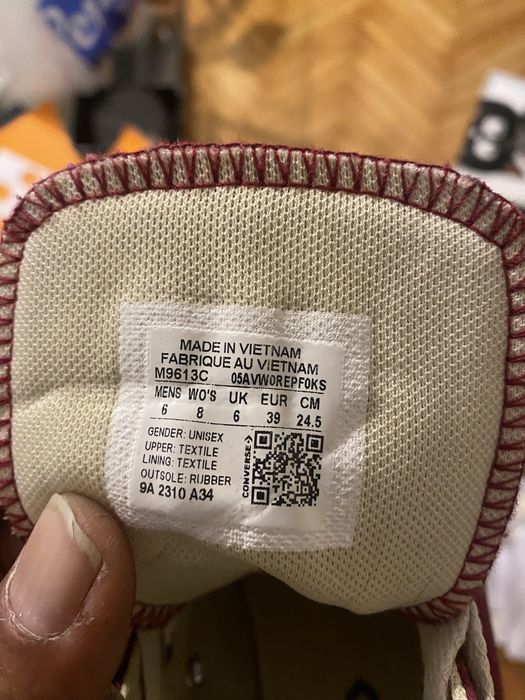 MADE IN VIETNAM
FABRIQUE AU VIETNAM
M9613C 05AVW0REPF0KS
MENS WO'S UK EUR CM
6 8 6 39 24.5
GENDER: UNISEX
UPPER: TEXTILE
LINING: TEXTILE
OUTSOLE: RUBBER
9A 2310 A34
CONVERSE